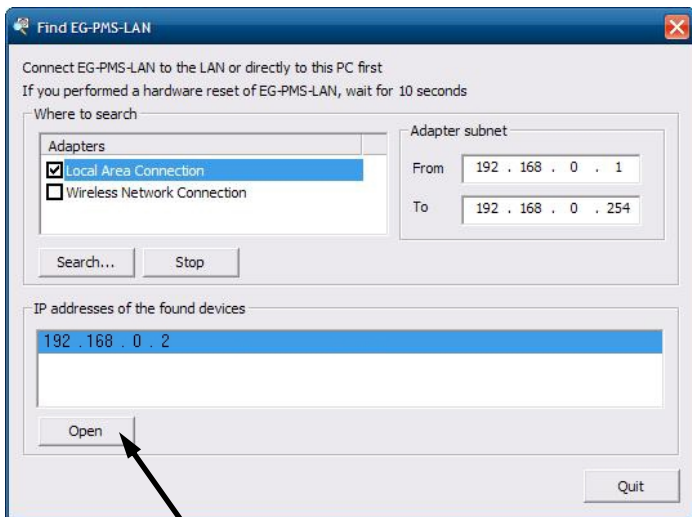 Find EG-PMS-LAN
Connect EG-PMS-LAN to the LAN or directly to this PC first
If you performed a hardware reset of EG-PMS-LAN, wait for 10 seconds
Where to search
Adapters
Local Area Connection
Wireless Network Connection
Adapter subnet
From 192 . 168 . 0 . 1
To 192 . 168 . 0 . 254
Search... Stop
IP addresses of the found devices
192 .168 . 0 . 2
Open
Quit